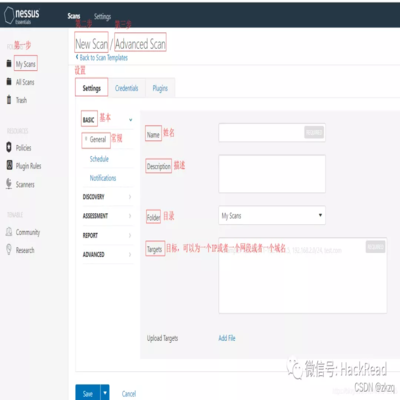 nessus
Essentials
Scans
Settings
第一步
第二步
第三步
New Scan / Advanced Scan
Back to Scan Templates
My Scans
All Scans
Trash
RESOURCES
Policies
Plugin Rules
Scanners
TENABLE
Community
Research
设置
Settings
Credentials
Plugins
BASIC 基本
General 常规
Schedule
Notifications
DISCOVERY
ASSESSMENT
REPORT
ADVANCED
Name 姓名
REQUIRED
Description 描述
Folder 目录
My Scans
Targets 目标，可以为一个IP或者一个网段或者一个域名
REQUIRED
Upload Targets
Add File
Save
Cancel
微信号: HackRead
CSDN @zkzq